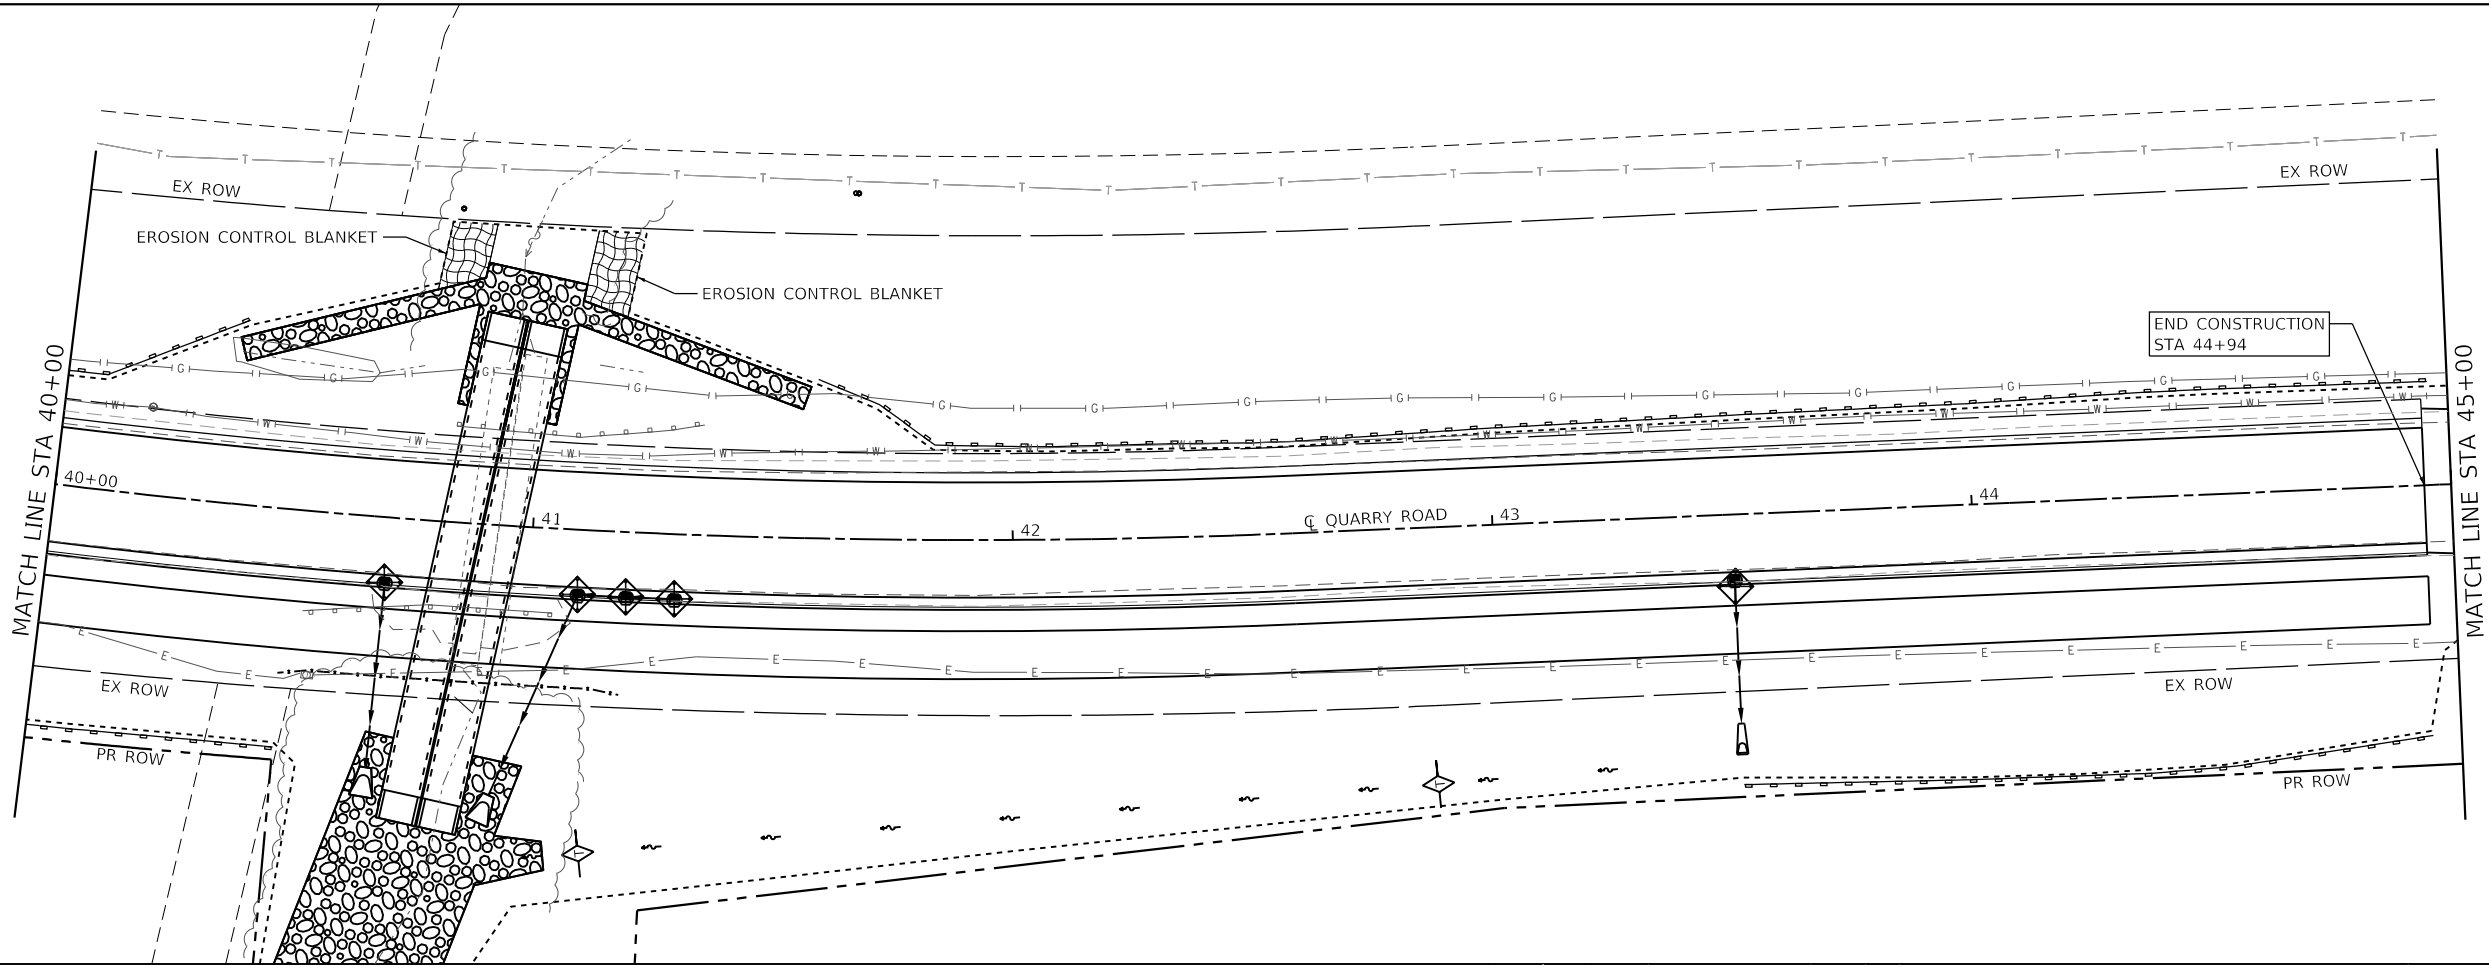 EX ROW
EX ROW
EROSION CONTROL BLANKET
EROSION CONTROL BLANKET
END CONSTRUCTION
STA 44+94
MATCH LINE STA 40+00
MATCH LINE STA 45+00
40+00
41
42
℄ QUARRY ROAD
43
44
EX ROW
EX ROW
PR ROW
PR ROW